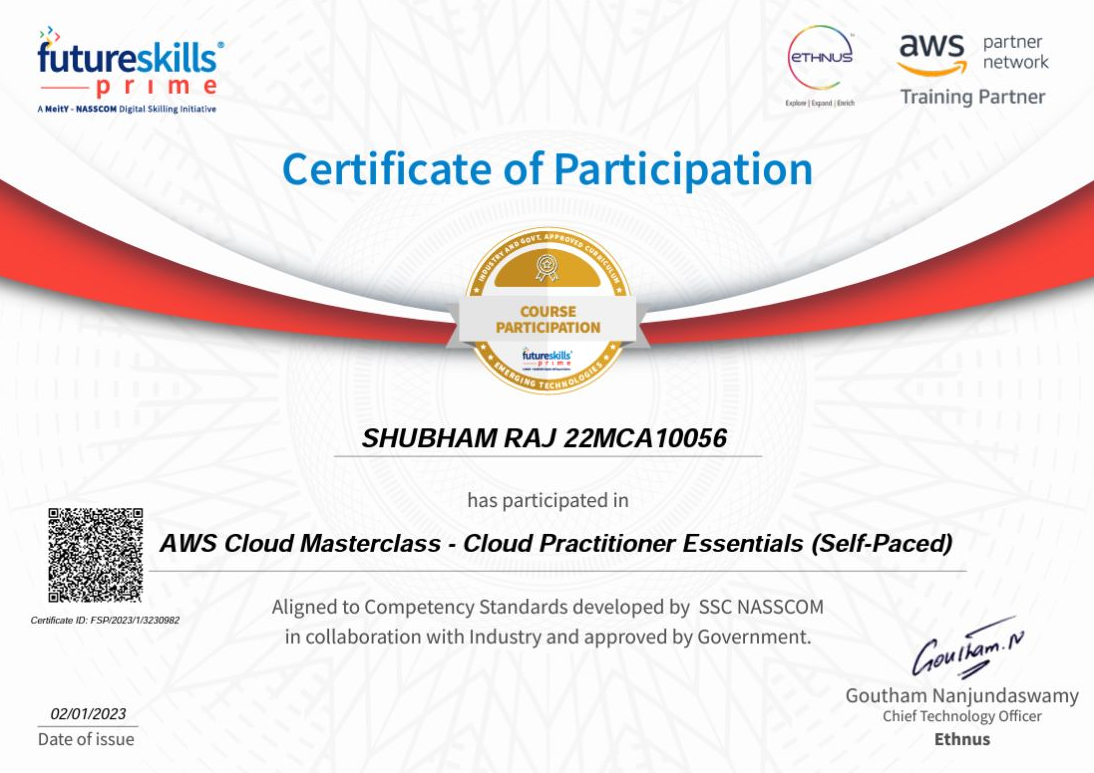 futureskills®
prime
A MeitY - NASSCOM Digital Skilling Initiative
eTHNUS
Explore | Expand | Enrich
aws partner network
Training Partner
Certificate of Participation
INDUSTRY AND GOVT. APPROVED CURRICULUM
COURSE
PARTICIPATION
futureskills
prime
EMERGING TECHNOLOGIES
SHUBHAM RAJ 22MCA10056
has participated in
AWS Cloud Masterclass - Cloud Practitioner Essentials (Self-Paced)
Certificate ID: FSP/2023/1/3230982
Aligned to Competency Standards developed by SSC NASSCOM
in collaboration with Industry and approved by Government.
Goutham.N
Goutham Nanjundaswamy
Chief Technology Officer
Ethnus
02/01/2023
Date of issue